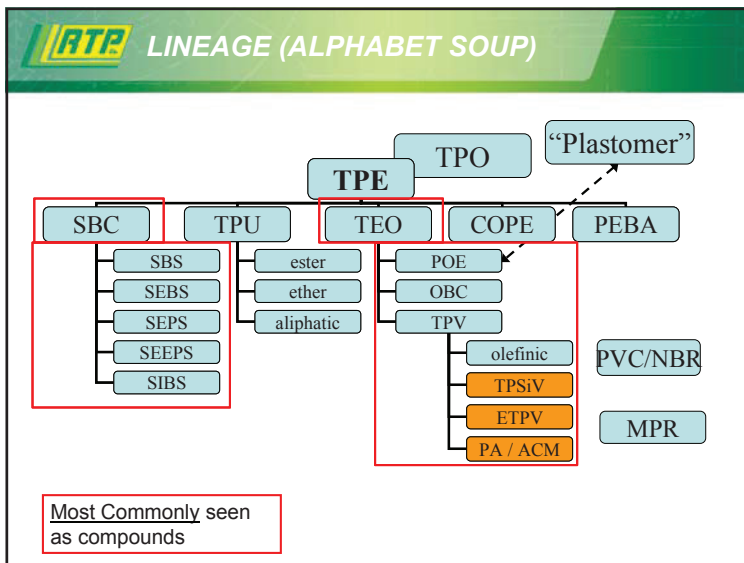 RTP
CO.
LINEAGE (ALPHABET SOUP)
TPO
“Plastomer”
TPE
SBC
TPU
TEO
COPE
PEBA
SBS
SEBS
SEPS
SEEPS
SIBS
ester
ether
aliphatic
POE
OBC
TPV
olefinic
TPSiV
ETPV
PA / ACM
PVC/NBR
MPR
Most Commonly seen
as compounds